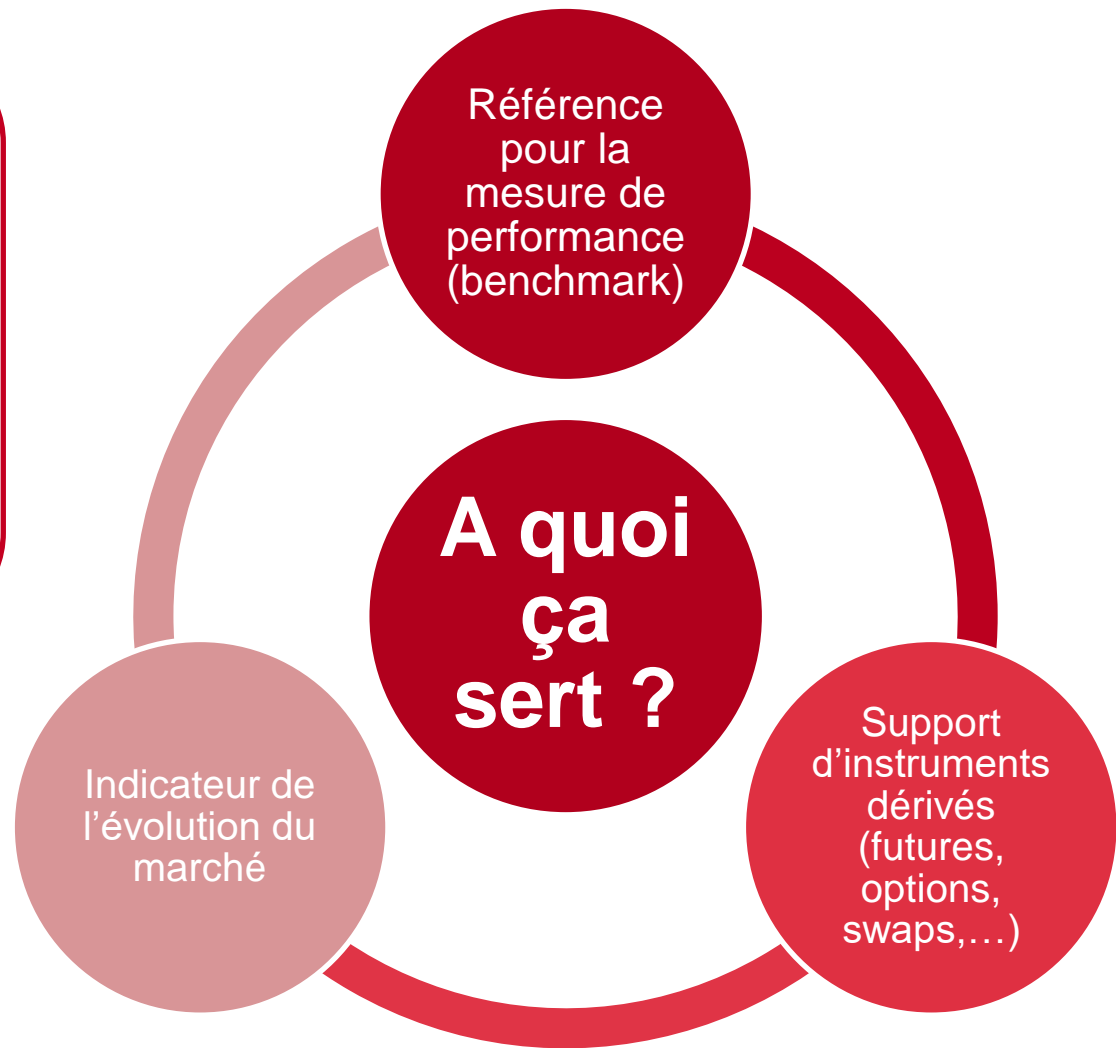 Référence
pour la
mesure de
performance
(benchmark)
A quoi
ça
sert ?
Support
d’instruments
dérivés
(futures,
options,
swaps,…)
Indicateur de
l’évolution du
marché